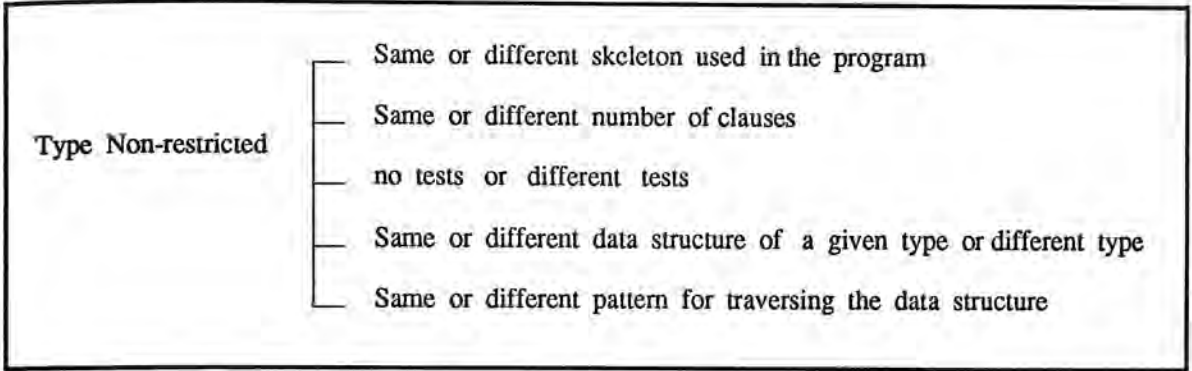 Same or different skeleton used in the program
Same or different number of clauses
Type Non-restricted
no tests or different tests
Same or different data structure of a given type or different type
Same or different pattern for traversing the data structure